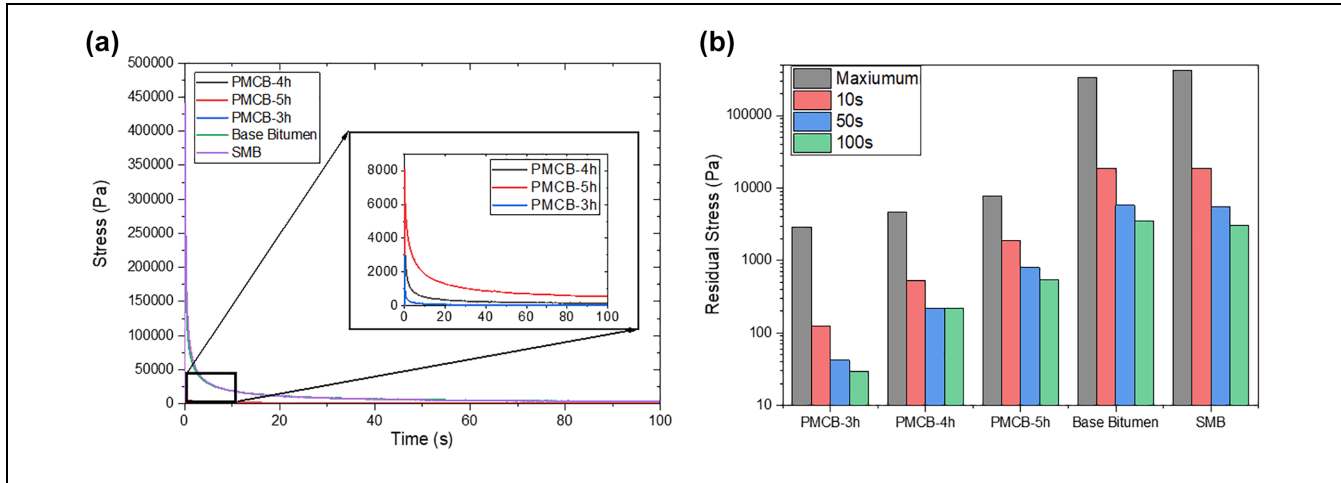 (a)
500000
450000
400000
350000
300000
250000
200000
150000
100000
50000
0
Stress (Pa)
PMCB-4h
PMCB-5h
PMCB-3h
Base Bitumen
SMB
8000
6000
4000
2000
0
PMCB-4h
PMCB-5h
PMCB-3h
0 20 40 60 80 100
0 20 40 60 80 100
Time (s)
(b)
Maxiumum
10s
50s
100s
100000
10000
1000
100
10
Residual Stress (Pa)
PMCB-3h PMCB-4h PMCB-5h Base Bitumen SMB